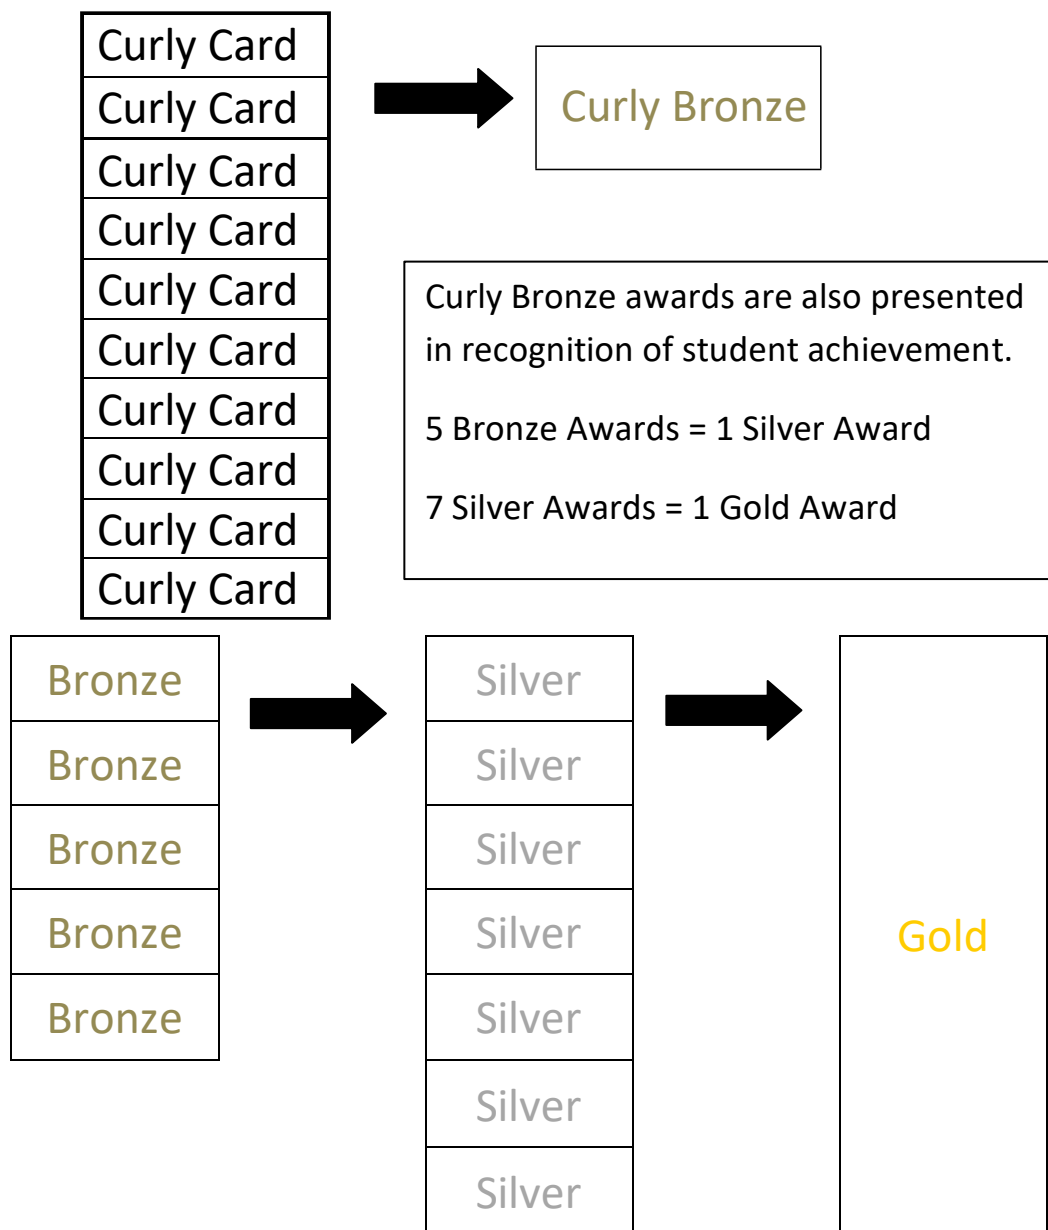 Curly Card
Curly Card
Curly Card
Curly Card
Curly Card
Curly Card
Curly Card
Curly Card
Curly Card
Curly Card
Curly Bronze
Curly Bronze awards are also presented
in recognition of student achievement.
5 Bronze Awards = 1 Silver Award
7 Silver Awards = 1 Gold Award
Bronze
Bronze
Bronze
Bronze
Bronze
Silver
Silver
Silver
Silver
Silver
Silver
Silver
Gold